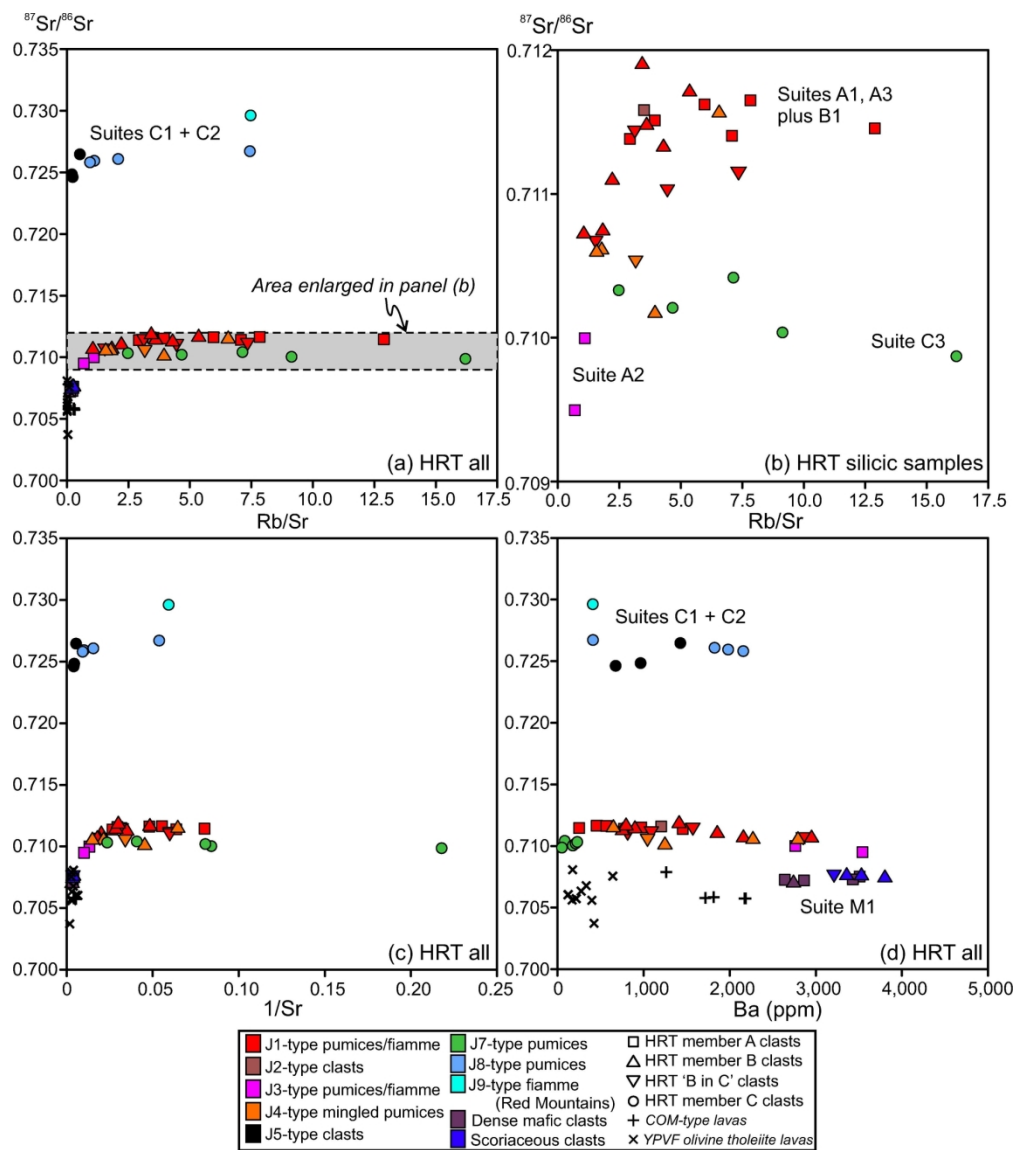 ⁸⁷Sr/⁸⁶Sr
0.735
0.730
0.725
0.720
0.715
0.710
0.705
0.700
Suites C1 + C2
Area enlarged in panel (b)
(a) HRT all
0.0 2.5 5.0 7.5 10.0 12.5 15.0 17.5
Rb/Sr
⁸⁷Sr/⁸⁶Sr
0.712
0.711
0.710
0.709
Suites A1, A3
plus B1
Suite C3
Suite A2
(b) HRT silicic samples
0.0 2.5 5.0 7.5 10.0 12.5 15.0 17.5
Rb/Sr
0.735
0.730
0.725
0.720
0.715
0.710
0.705
0.700
(c) HRT all
0 0.05 0.10 0.15 0.20 0.25
1/Sr
0.735
0.730
0.725
0.720
0.715
0.710
0.705
0.700
Suites C1 + C2
Suite M1
(d) HRT all
0 1,000 2,000 3,000 4,000 5,000
Ba (ppm)
J1-type pumices/fiamme
J2-type clasts
J3-type pumices/fiamme
J4-type mingled pumices
J5-type clasts
J7-type pumices
J8-type pumices
J9-type fiamme
(Red Mountains)
Dense mafic clasts
Scoriaceous clasts
HRT member A clasts
HRT member B clasts
HRT ‘B in C’ clasts
HRT member C clasts
COM-type lavas
YPVF olivine tholeiite lavas